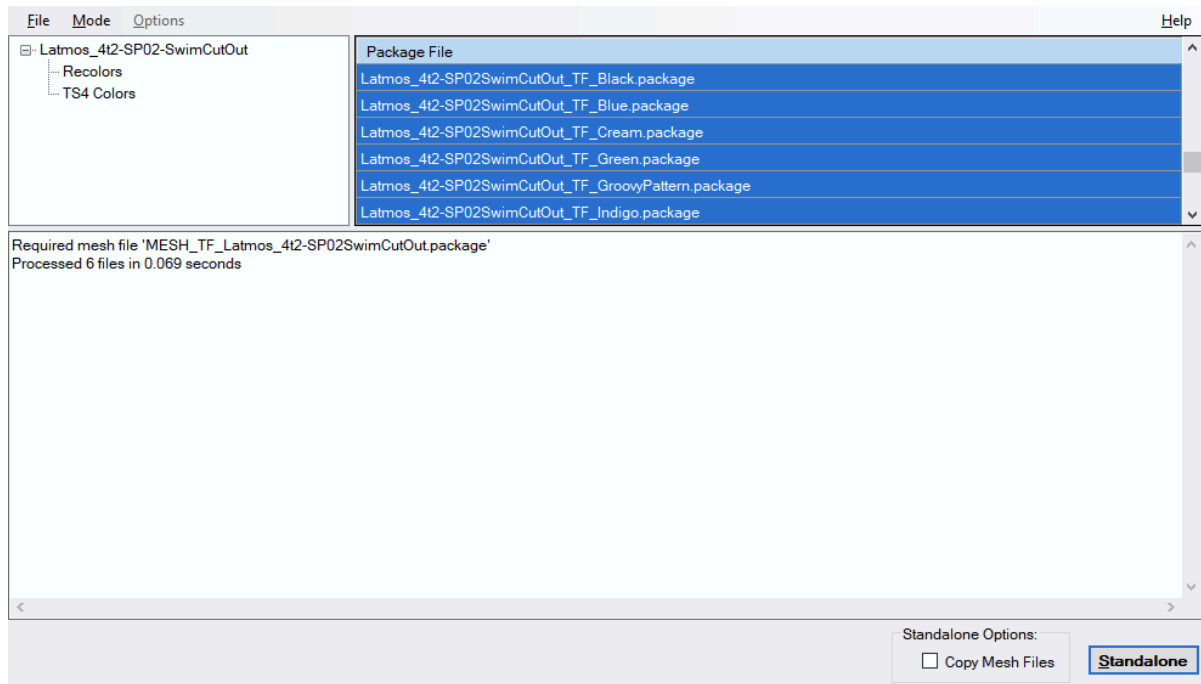 File Mode Options Help
Latmos_4t2-SP02-SwimCutOut
Recolors
TS4 Colors
Package File
Latmos_4t2-SP02SwimCutOut_TF_Black.package
Latmos_4t2-SP02SwimCutOut_TF_Blue.package
Latmos_4t2-SP02SwimCutOut_TF_Cream.package
Latmos_4t2-SP02SwimCutOut_TF_Green.package
Latmos_4t2-SP02SwimCutOut_TF_GroovyPattern.package
Latmos_4t2-SP02SwimCutOut_TF_Indigo.package
Required mesh file 'MESH_TF_Latmos_4t2-SP02SwimCutOut.package'
Processed 6 files in 0.069 seconds
Standalone Options:
Copy Mesh Files
Standalone